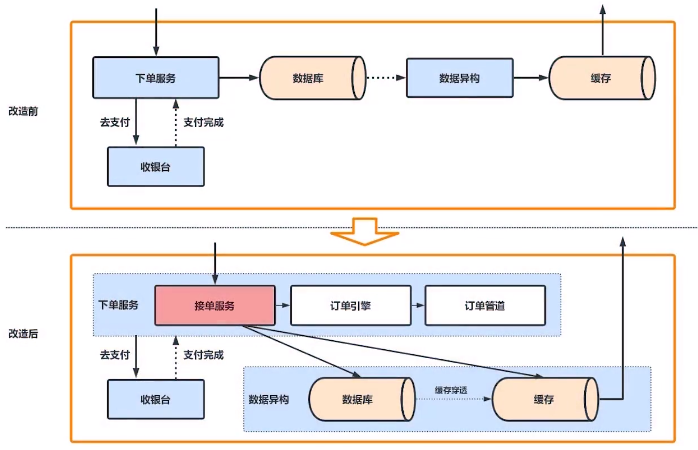 下单服务
数据库
数据异构
缓存
改造前
去支付
支付完成
收银台
下单服务
接单服务
订单引擎
订单管道
改造后
去支付
支付完成
收银台
数据异构
数据库
缓存穿透
缓存